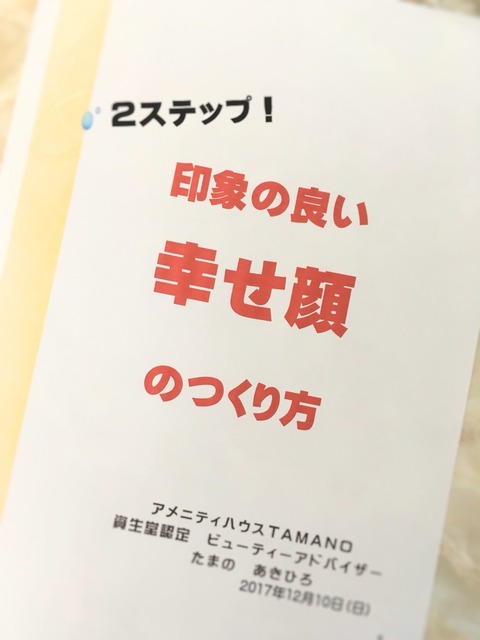 2ステップ！
印象の良い
幸せ顔
のつくり方
アメニティハウスTAMANO
資生堂認定　ビューティーアドバイザー
たまの　あきひろ
2017年12月10日(日)